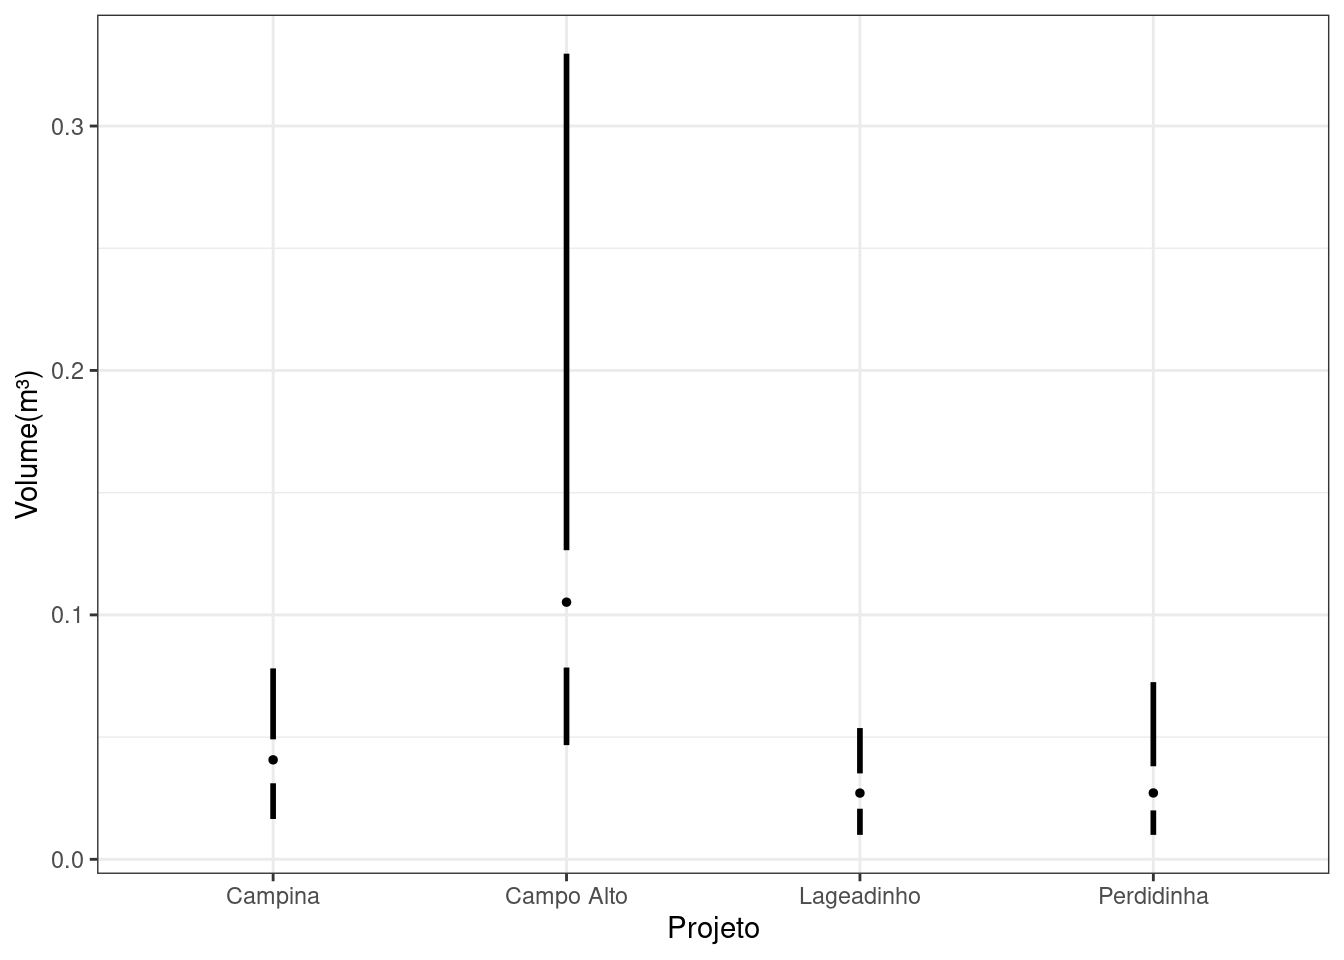 Volume(m³)
0.3
0.2
0.1
0.0
Campina
Campo Alto
Lageadinho
Perdidinha
Projeto